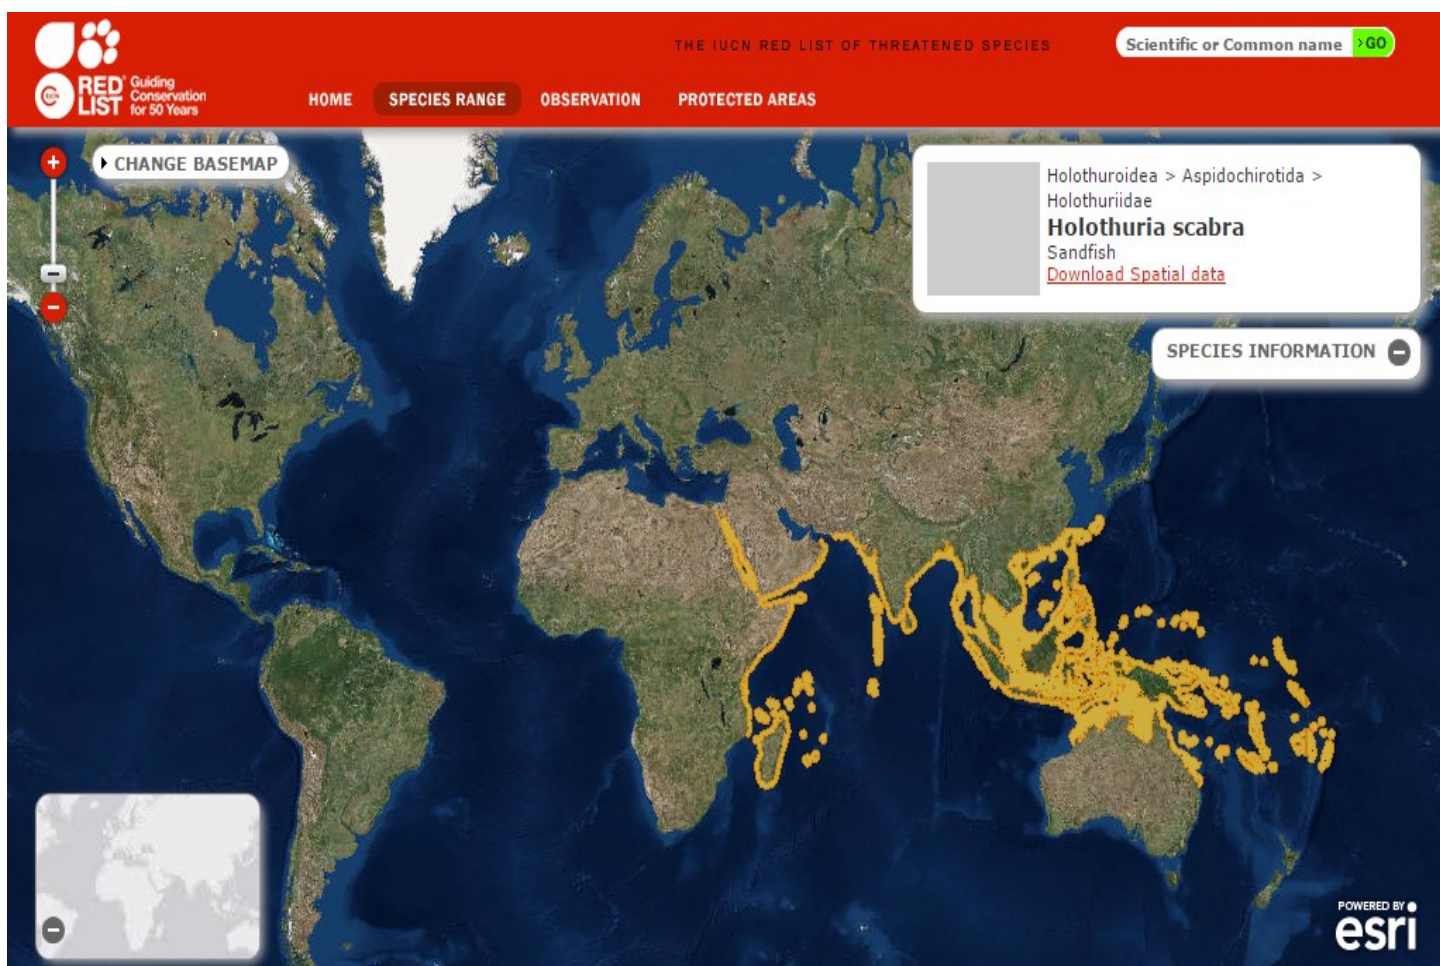 THE IUCN RED LIST OF THREATENED SPECIES
Scientific or Common name >GO
IUCN
RED
LIST
Guiding
Conservation
for 50 Years
HOME SPECIES RANGE OBSERVATION PROTECTED AREAS
CHANGE BASEMAP
Holothuroidea > Aspidochirotida >
Holothuriidae
Holothuria scabra
Sandfish
Download Spatial data
SPECIES INFORMATION
POWERED BY
esri